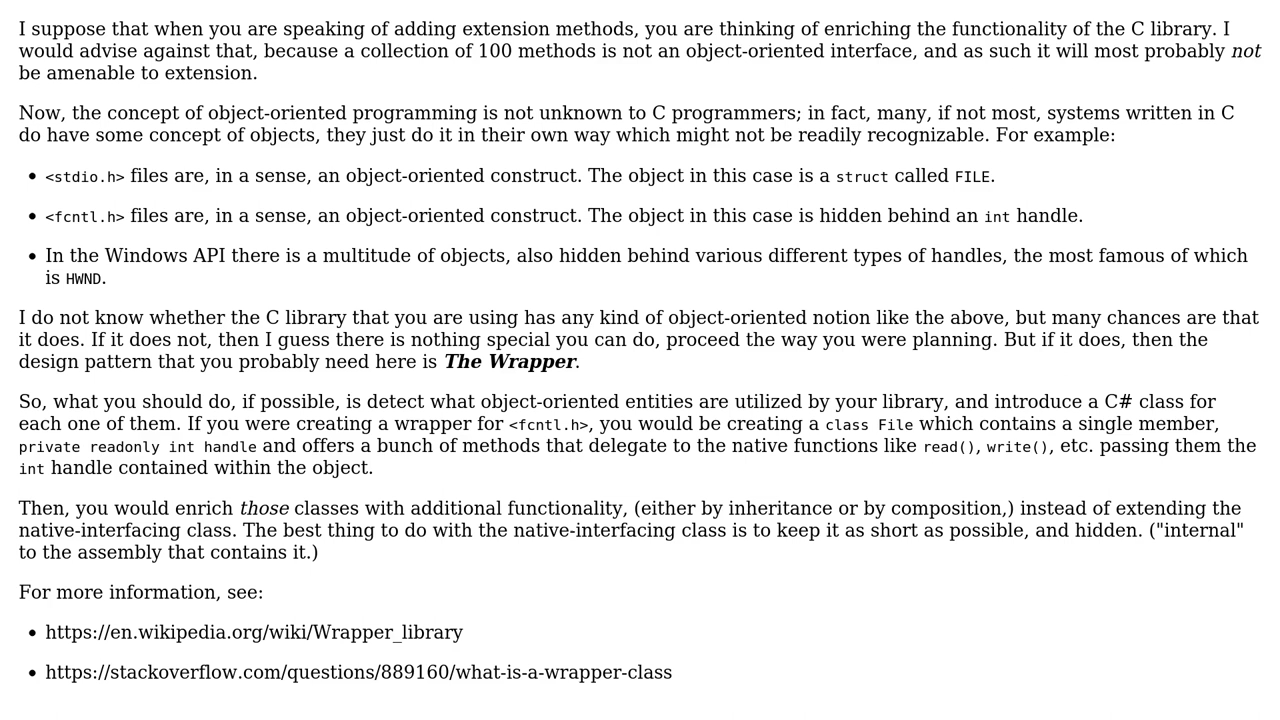 I suppose that when you are speaking of adding extension methods, you are thinking of enriching the functionality of the C library. I
would advise against that, because a collection of 100 methods is not an object-oriented interface, and as such it will most probably not
be amenable to extension.
Now, the concept of object-oriented programming is not unknown to C programmers; in fact, many, if not most, systems written in C
do have some concept of objects, they just do it in their own way which might not be readily recognizable. For example:
• <stdio.h> files are, in a sense, an object-oriented construct. The object in this case is a struct called FILE.
• <fcntl.h> files are, in a sense, an object-oriented construct. The object in this case is hidden behind an int handle.
• In the Windows API there is a multitude of objects, also hidden behind various different types of handles, the most famous of which
is HWND.
I do not know whether the C library that you are using has any kind of object-oriented notion like the above, but many chances are that
it does. If it does not, then I guess there is nothing special you can do, proceed the way you were planning. But if it does, then the
design pattern that you probably need here is The Wrapper.
So, what you should do, if possible, is detect what object-oriented entities are utilized by your library, and introduce a C# class for
each one of them. If you were creating a wrapper for <fcntl.h>, you would be creating a class File which contains a single member,
private readonly int handle and offers a bunch of methods that delegate to the native functions like read(), write(), etc. passing them the
int handle contained within the object.
Then, you would enrich those classes with additional functionality, (either by inheritance or by composition,) instead of extending the
native-interfacing class. The best thing to do with the native-interfacing class is to keep it as short as possible, and hidden. ("internal"
to the assembly that contains it.)
For more information, see:
• https://en.wikipedia.org/wiki/Wrapper_library
• https://stackoverflow.com/questions/889160/what-is-a-wrapper-class